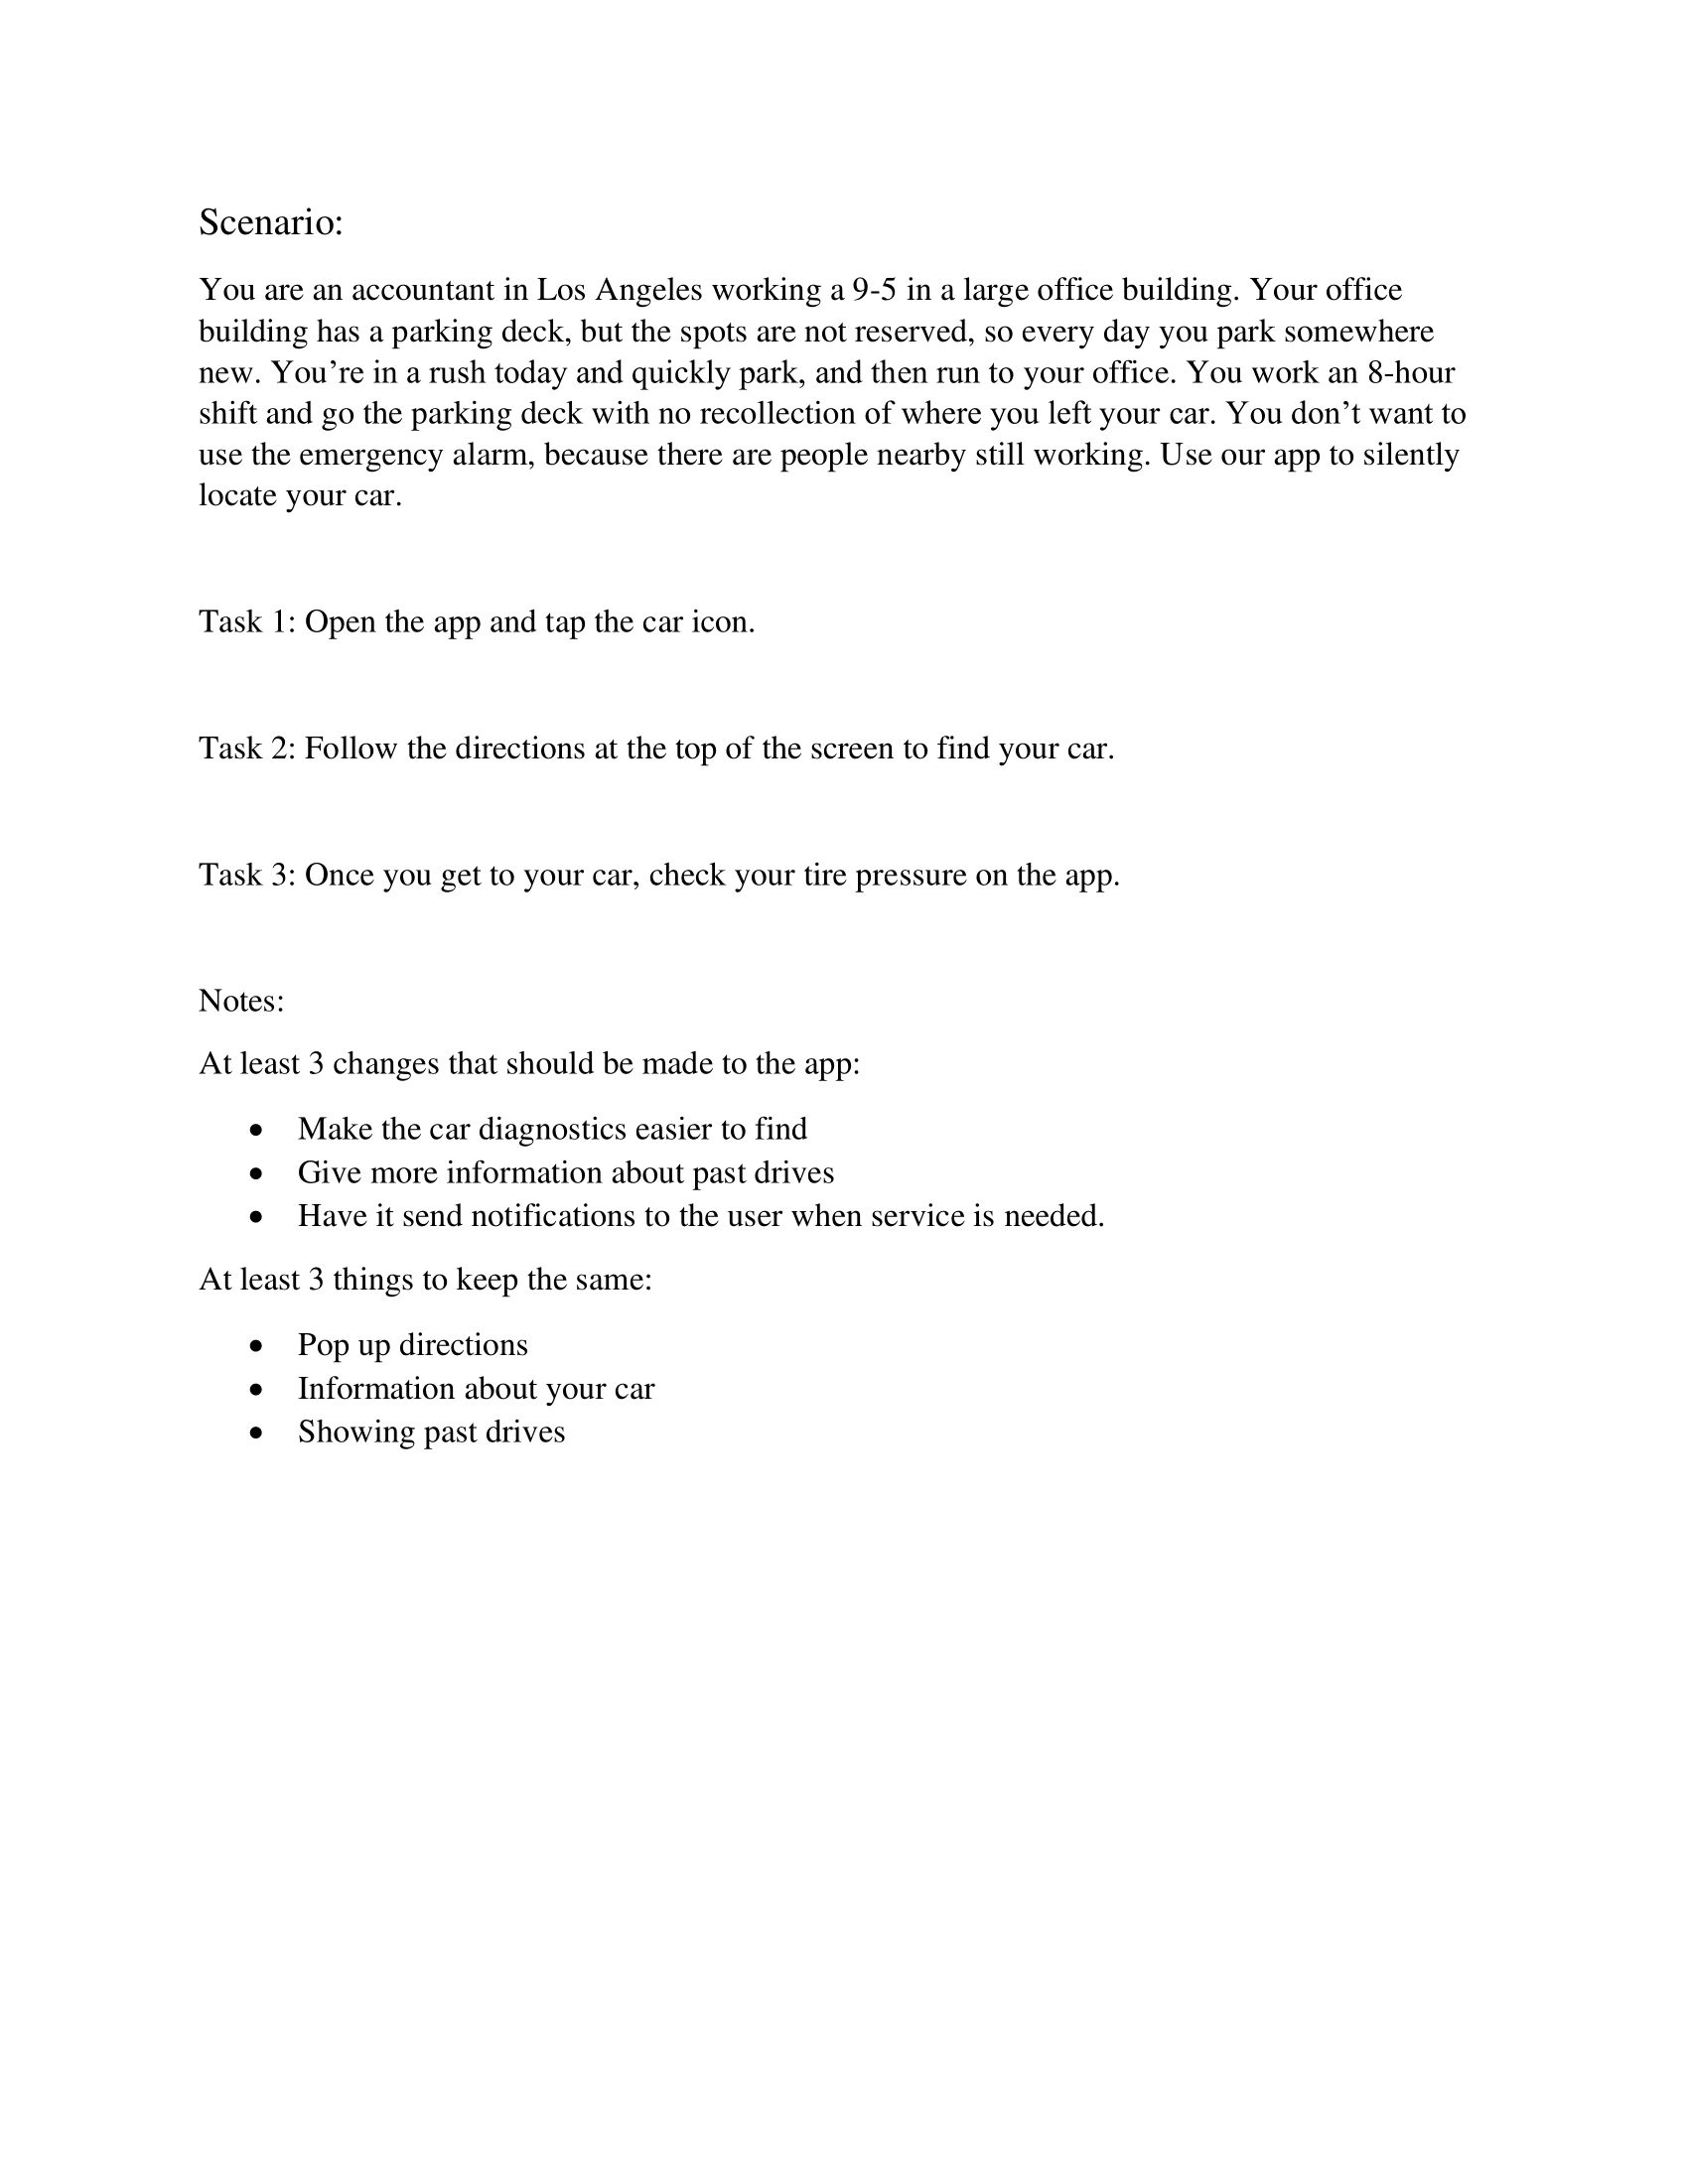 Scenario:
You are an accountant in Los Angeles working a 9-5 in a large office building. Your office
building has a parking deck, but the spots are not reserved, so every day you park somewhere
new. You’re in a rush today and quickly park, and then run to your office. You work an 8-hour
shift and go the parking deck with no recollection of where you left your car. You don’t want to
use the emergency alarm, because there are people nearby still working. Use our app to silently
locate your car.
Task 1: Open the app and tap the car icon.
Task 2: Follow the directions at the top of the screen to find your car.
Task 3: Once you get to your car, check your tire pressure on the app.
Notes:
At least 3 changes that should be made to the app:
• Make the car diagnostics easier to find
• Give more information about past drives
• Have it send notifications to the user when service is needed.
At least 3 things to keep the same:
• Pop up directions
• Information about your car
• Showing past drives